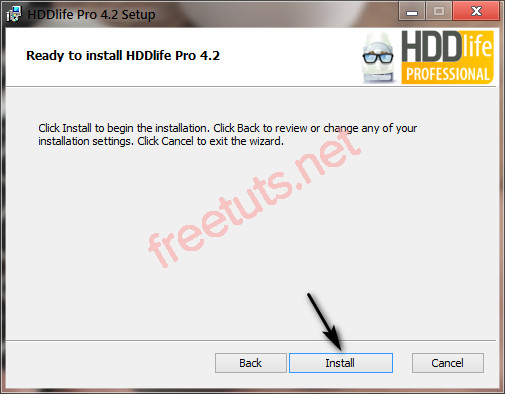 HDDlife Pro 4.2 Setup
Ready to install HDDlife Pro 4.2
HDDlife
PROFESSIONAL
Click Install to begin the installation. Click Back to review or change any of your
installation settings. Click Cancel to exit the wizard.
freetuts.net
Back Install Cancel